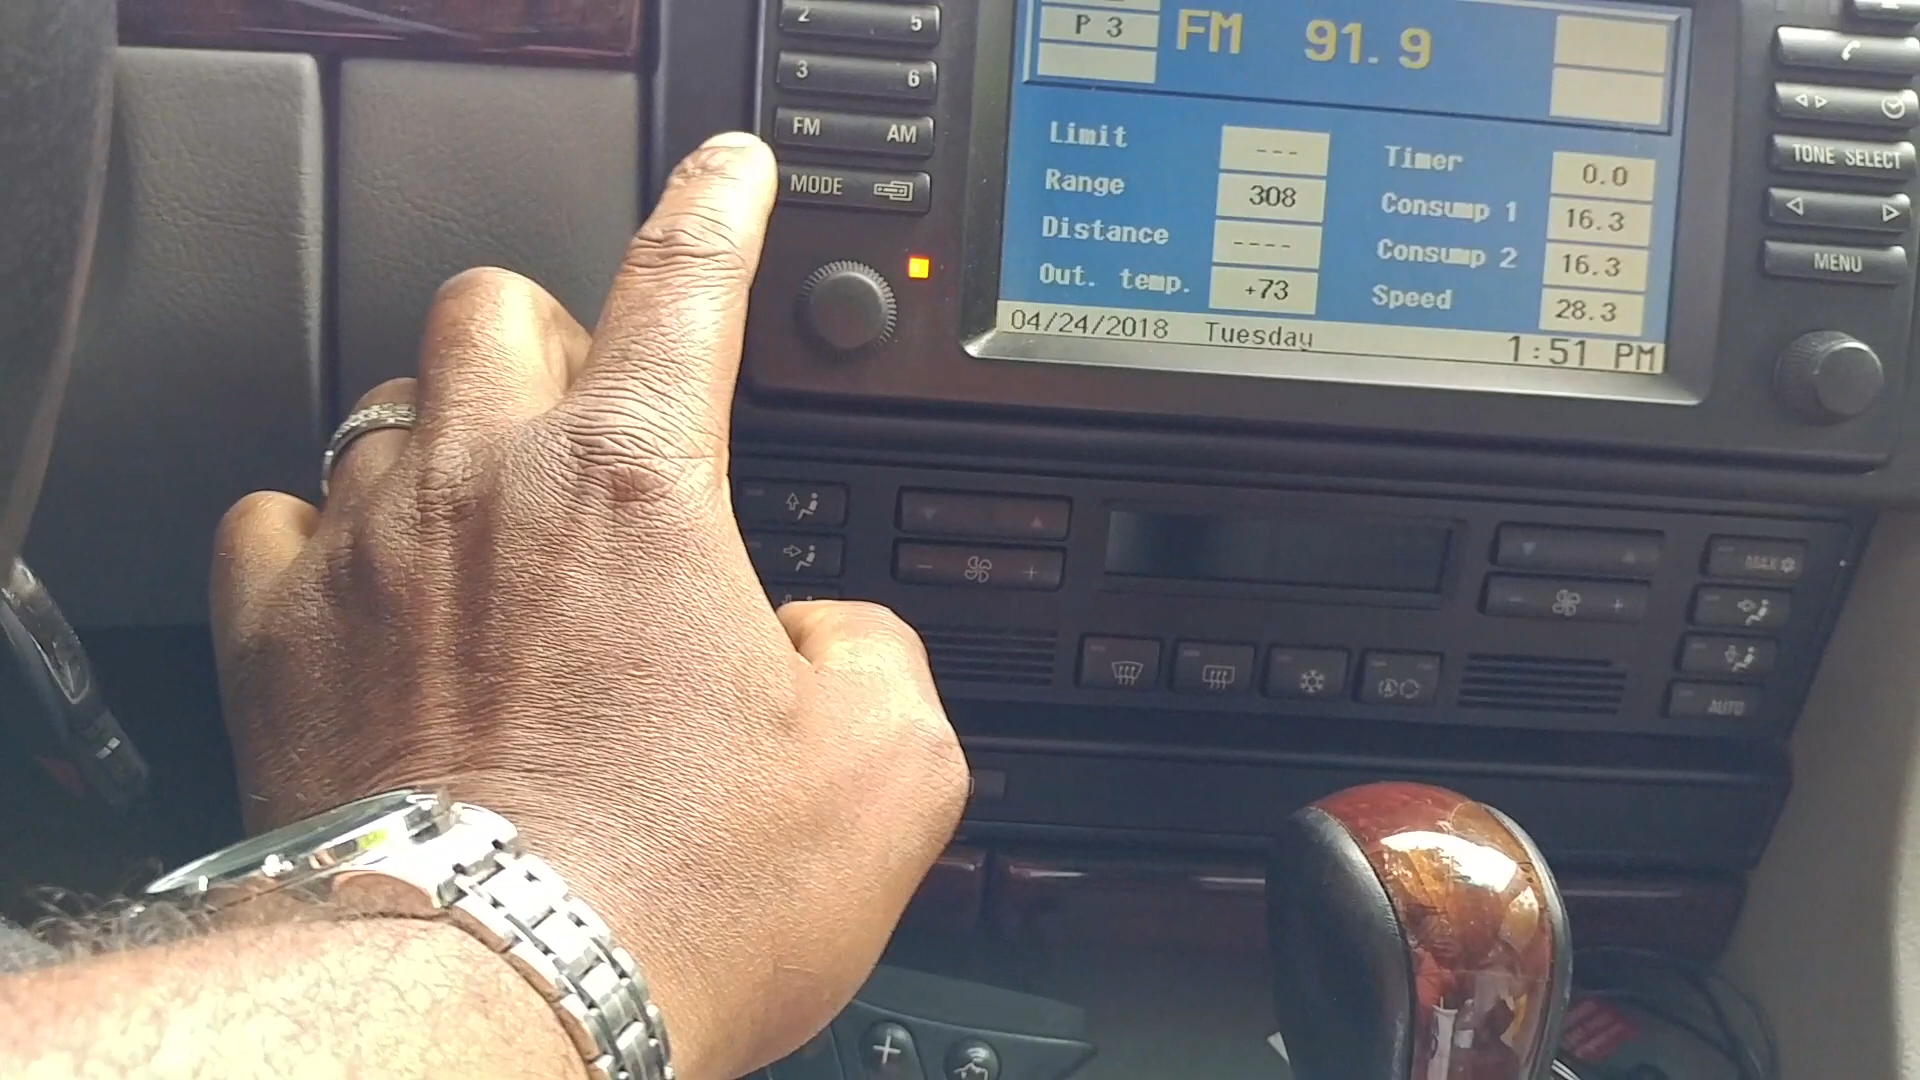 2 5
3 6
FM AM
MODE
P 3
FM 91.9
Limit ---
Range 308
Distance ----
Out. temp. +73
Timer 0.0
Consump 1 16.3
Consump 2 16.3
Speed 28.3
04/24/2018 Tuesday 1:51 PM
TONE SELECT
MENU
- +
- +
MAX
AUTO
+